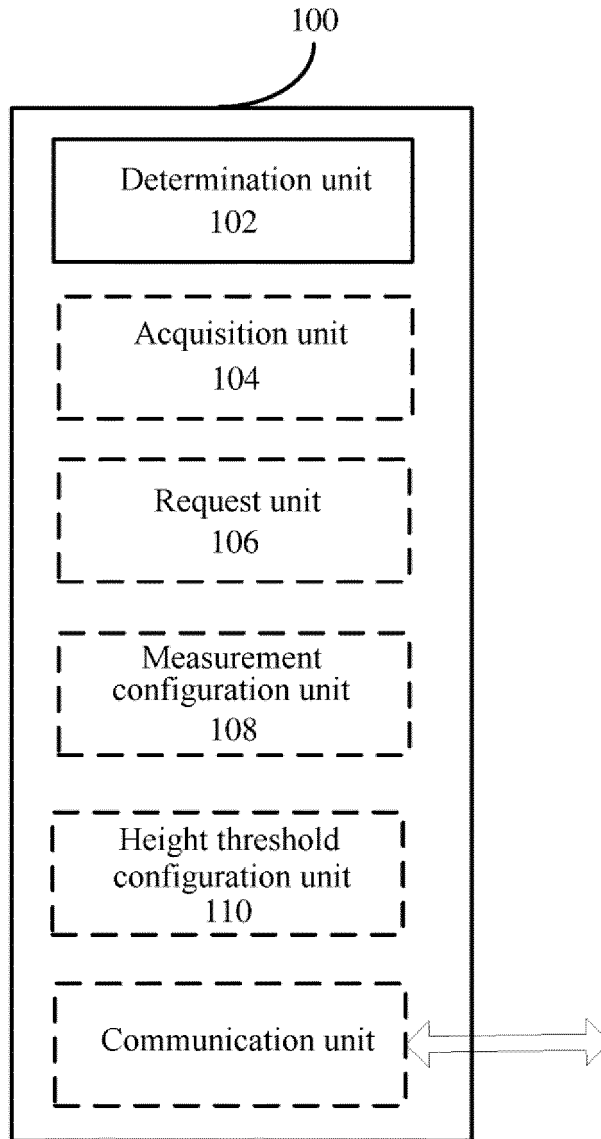 100
Determination unit
102
Acquisition unit
104
Request unit
106
Measurement
configuration unit
108
Height threshold
configuration unit
110
Communication unit